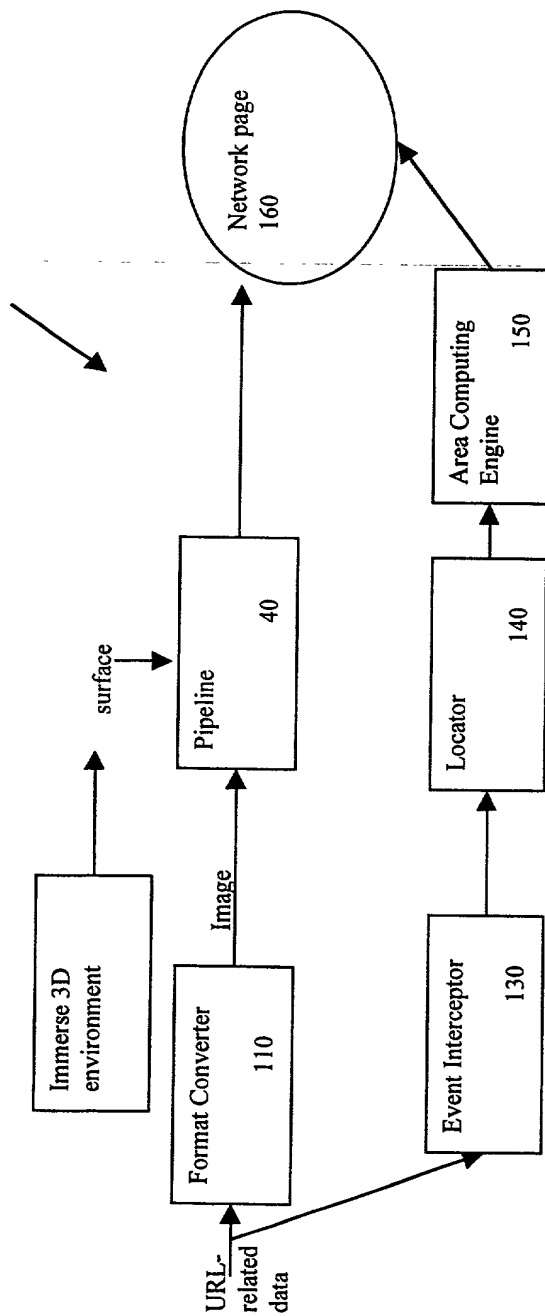 Immerse 3D
environment
surface
URL-
related
data
Format Converter
110
Image
Pipeline
40
Network page
160
Event Interceptor
130
Locator
140
Area Computing
Engine
150